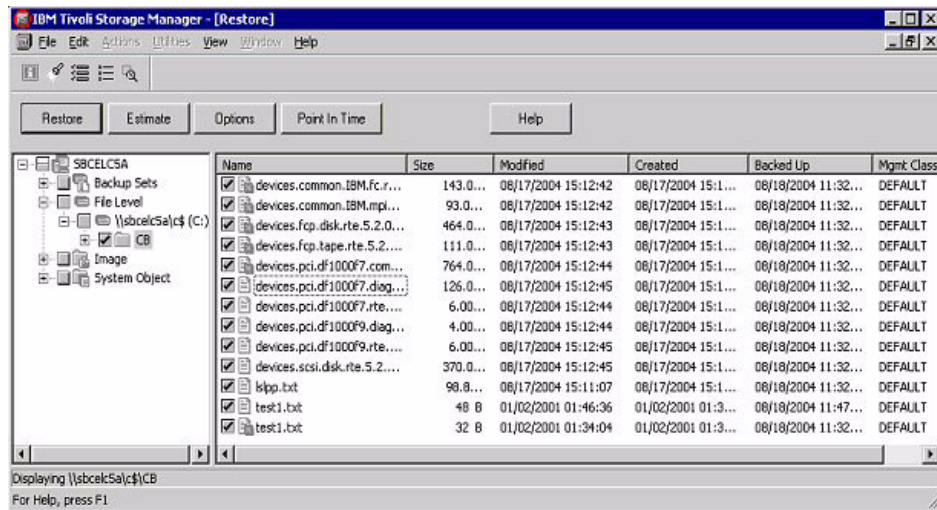 IBM Tivoli Storage Manager - [Restore]
File Edit Actions Utilities View Window Help
Restore Estimate Options Point In Time Help
SBCELC5A
Backup Sets
File Level
\\sbcelc5a\c$ (C:)
CB
Image
System Object
Name Size Modified Created Backed Up Mgmt Class
devices.common.IBM.fc.r... 143.0... 08/17/2004 15:12:42 08/17/2004 15:1... 08/18/2004 11:32... DEFAULT
devices.common.IBM.mpi... 93.0... 08/17/2004 15:12:42 08/17/2004 15:1... 08/18/2004 11:32... DEFAULT
devices.fcp.disk.rte.5.2.0... 464.0... 08/17/2004 15:12:43 08/17/2004 15:1... 08/18/2004 11:32... DEFAULT
devices.fcp.tape.rte.5.2.... 111.0... 08/17/2004 15:12:43 08/17/2004 15:1... 08/18/2004 11:32... DEFAULT
devices.pci.df1000f7.com... 764.0... 08/17/2004 15:12:44 08/17/2004 15:1... 08/18/2004 11:32... DEFAULT
devices.pci.df1000f7.diag... 126.0... 08/17/2004 15:12:45 08/17/2004 15:1... 08/18/2004 11:32... DEFAULT
devices.pci.df1000f7.rte.... 6.00... 08/17/2004 15:12:44 08/17/2004 15:1... 08/18/2004 11:32... DEFAULT
devices.pci.df1000f9.diag... 4.00... 08/17/2004 15:12:44 08/17/2004 15:1... 08/18/2004 11:32... DEFAULT
devices.pci.df1000f9.rte.... 6.00... 08/17/2004 15:12:45 08/17/2004 15:1... 08/18/2004 11:32... DEFAULT
devices.scsi.disk.rte.5.2.... 370.0... 08/17/2004 15:12:45 08/17/2004 15:1... 08/18/2004 11:32... DEFAULT
lslpp.txt 98.8... 08/17/2004 15:11:07 08/17/2004 15:1... 08/18/2004 11:32... DEFAULT
test1.txt 48 B 01/02/2001 01:46:36 01/02/2001 01:3... 08/18/2004 11:47... DEFAULT
test1.txt 32 B 01/02/2001 01:34:04 01/02/2001 01:3... 08/18/2004 11:32... DEFAULT
Displaying \\sbcelc5a\c$\CB
For Help, press F1